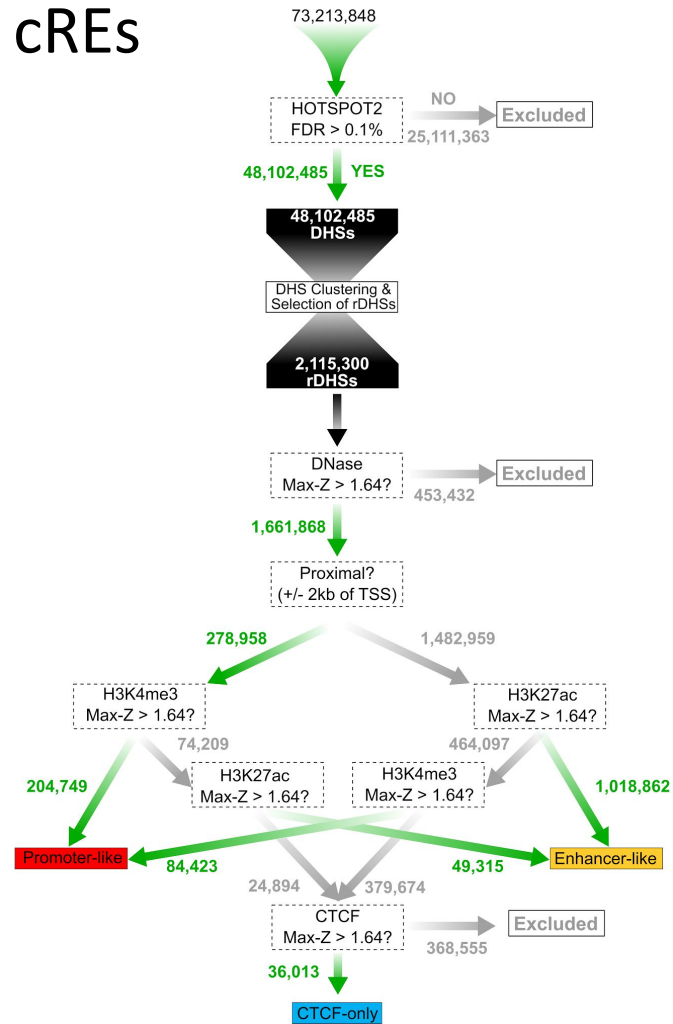 cREs
73,213,848
HOTSPOT2
FDR > 0.1%
NO
25,111,363
Excluded
48,102,485
YES
48,102,485
DHSs
DHS Clustering &
Selection of rDHSs
2,115,300
rDHSs
DNase
Max-Z > 1.64?
453,432
Excluded
1,661,868
Proximal?
(+/- 2kb of TSS)
278,958
1,482,959
H3K4me3
Max-Z > 1.64?
H3K27ac
Max-Z > 1.64?
74,209
464,097
204,749
H3K27ac
Max-Z > 1.64?
H3K4me3
Max-Z > 1.64?
1,018,862
Promoter-like
84,423
49,315
Enhancer-like
24,894
379,674
CTCF
Max-Z > 1.64?
368,555
Excluded
36,013
CTCF-only